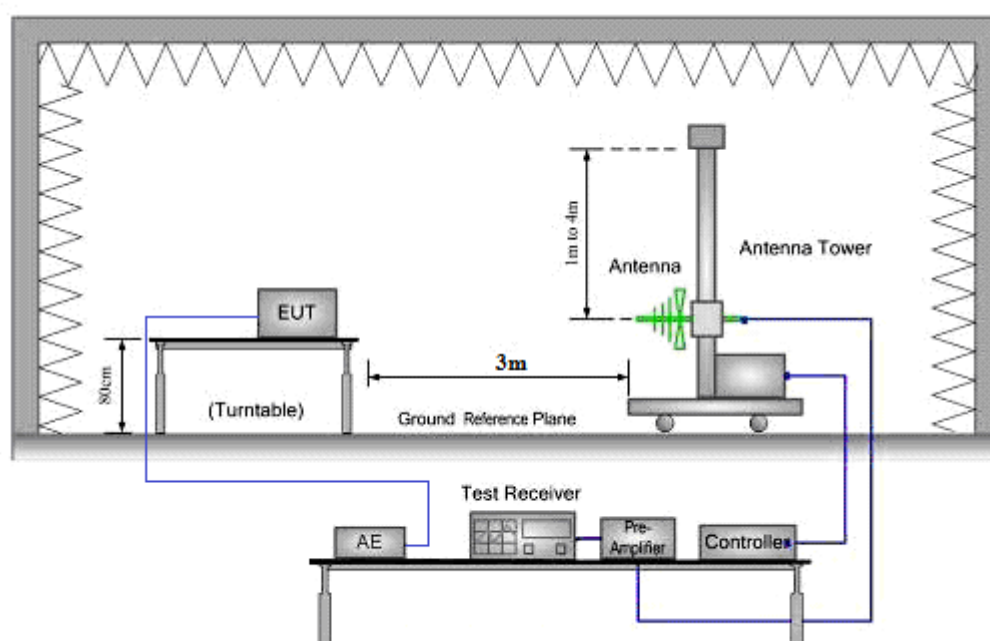 1m to 4m
Antenna
Antenna Tower
EUT
80cm
3m
(Turntable)
Ground Reference Plane
Test Receiver
AE
Pre-
Amplifier
Controller